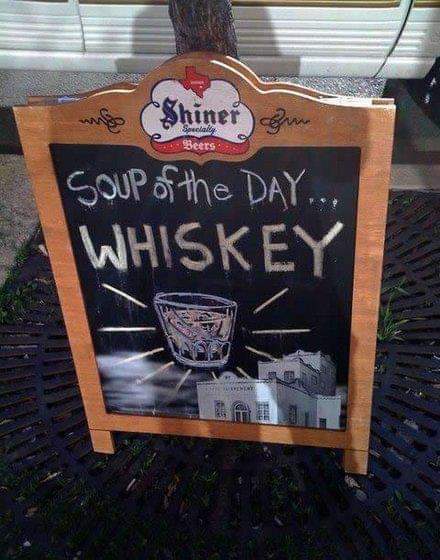 Shiner
Specialty
Beers
SOUP of the DAY...
WHISKEY